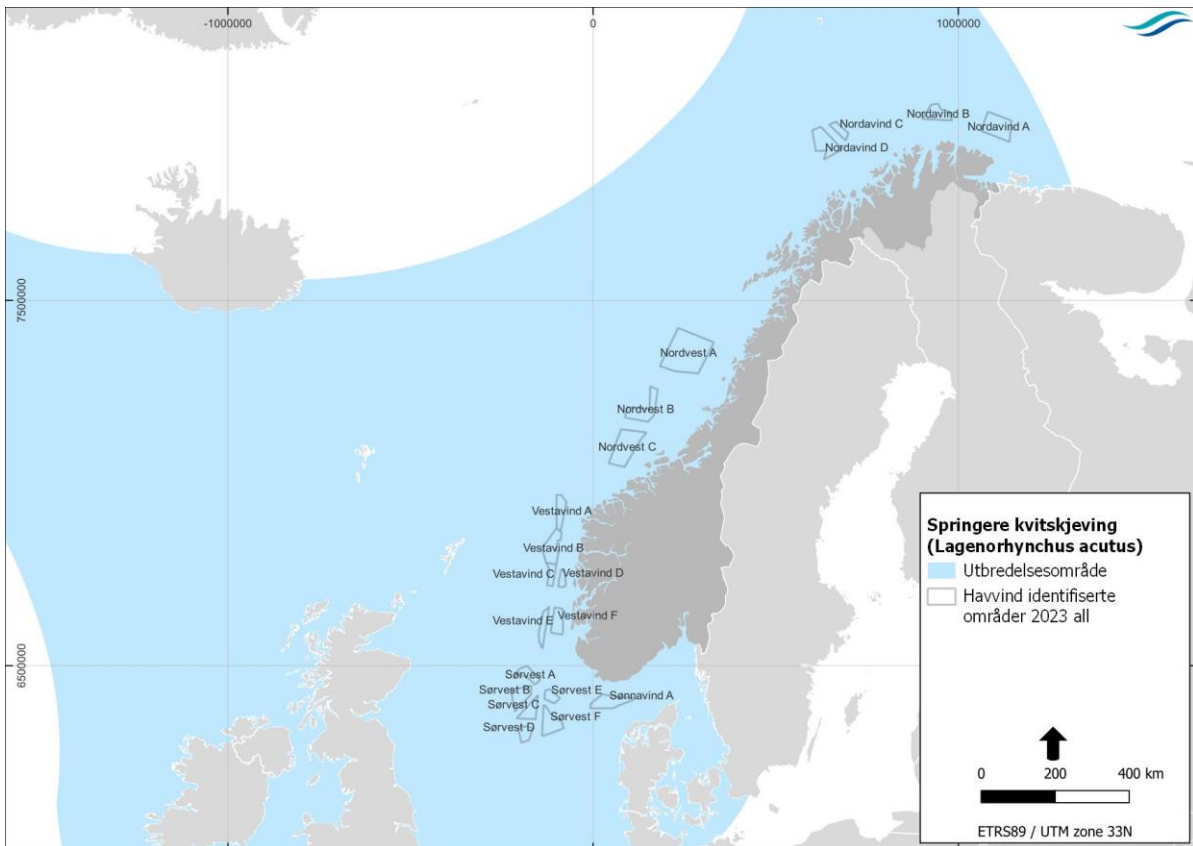 -1000000
0
1000000
Nordavind B
Nordavind C
Nordavind A
Nordavind D
7500000
Nordvest A
Nordvest B
Nordvest C
Vestavind A
Vestavind B
Vestavind C
Vestavind D
Vestavind E
Vestavind F
6500000
Sørvest A
Sørvest B
Sørvest E
Sønnavind A
Sørvest C
Sørvest F
Sørvest D
Springere kvitskjeving
(Lagenorhynchus acutus)
Utbredelsesområde
Havvind identifiserte
områder 2023 all
0 200 400 km
ETRS89 / UTM zone 33N